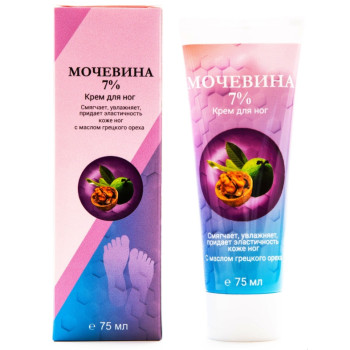 МОЧЕВИНА
7%
Крем для ног
Смягчает, увлажняет,
придает эластичность
коже ног
с маслом грецкого ореха
℮ 75 мл
МОЧЕВИНА
7%
Крем для ног
Смягчает, увлажняет,
придает эластичность
коже ног
С маслом грецкого ореха
℮ 75 мл